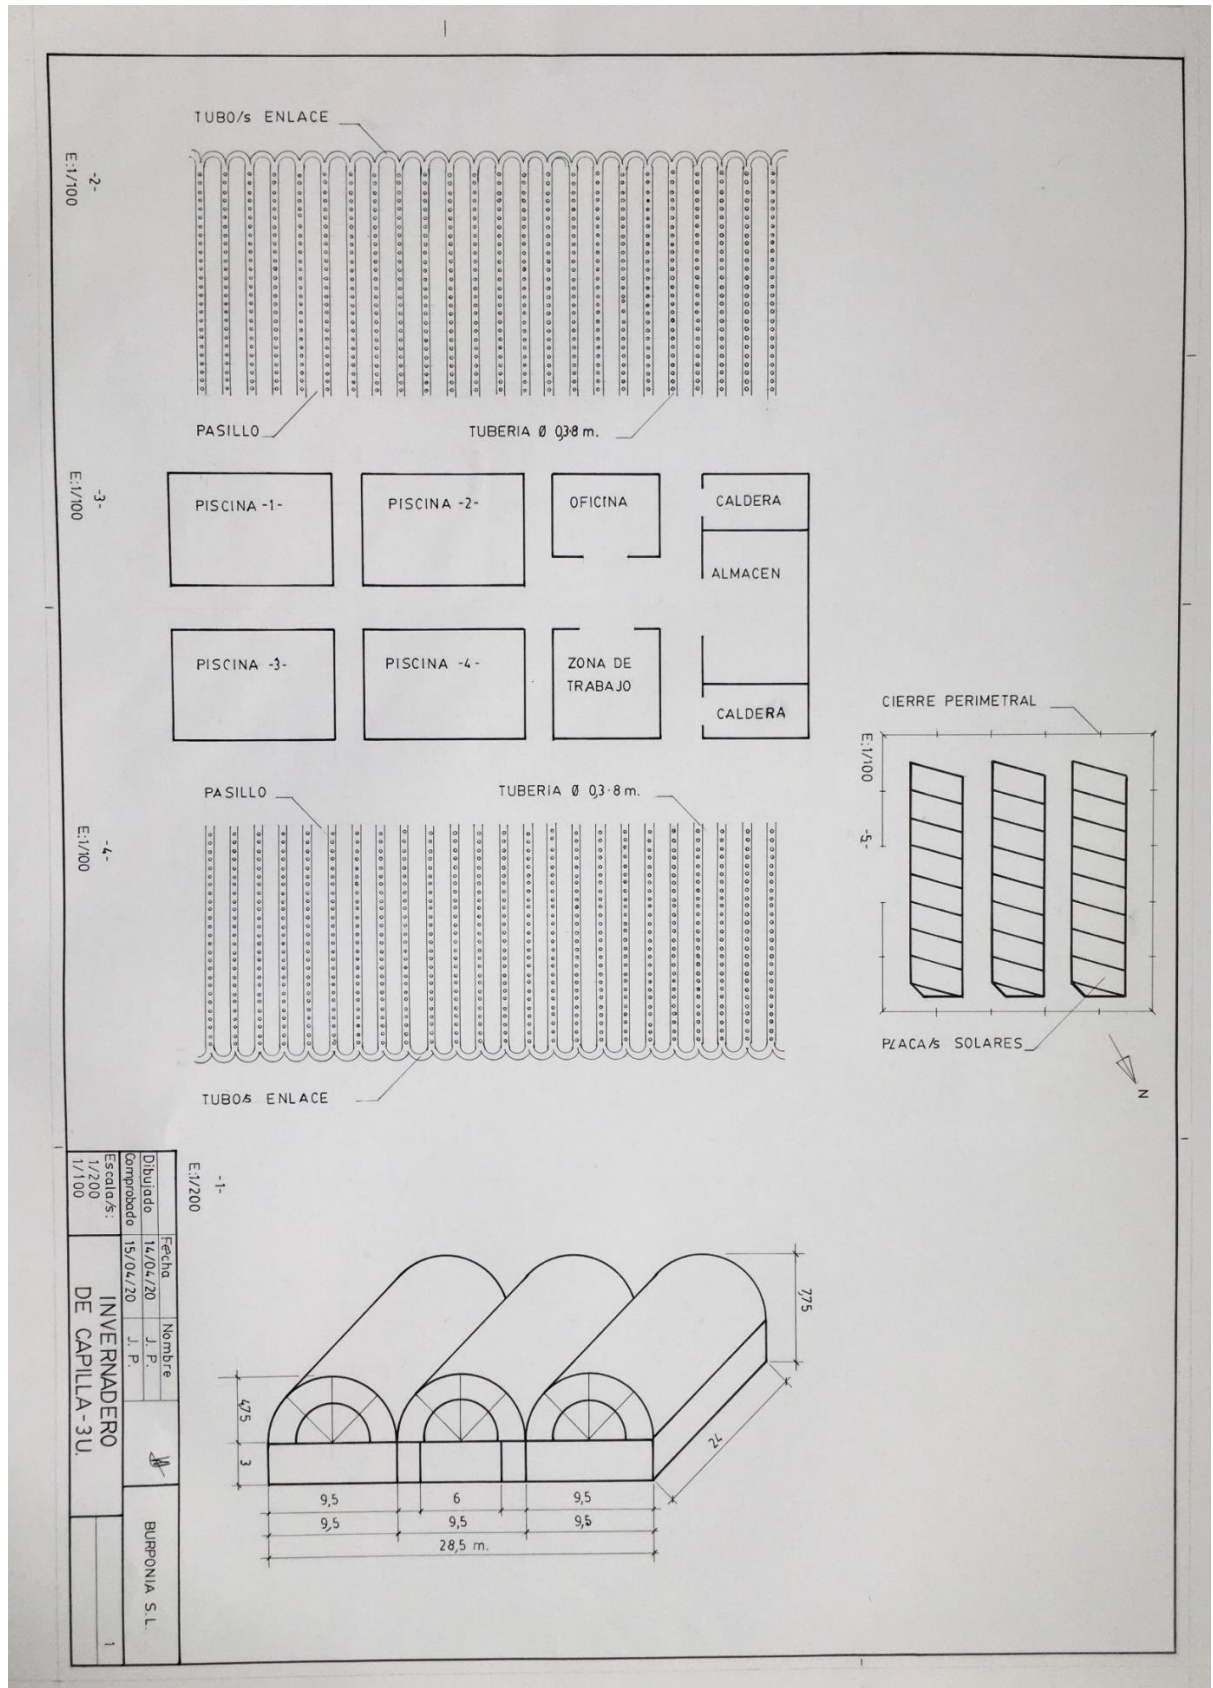 TUBO/s ENLACE
-2-
E:1/100
PASILLO
TUBERIA Ø 0,3·8 m.
-3-
E:1/100
PISCINA -1-
PISCINA -2-
OFICINA
CALDERA
ALMACEN
PISCINA -3-
PISCINA -4-
ZONA DE
TRABAJO
CALDERA
CIERRE PERIMETRAL
E:1/100
-5-
PLACA/s SOLARES
N
PASILLO
TUBERIA Ø 0,3·8 m.
-4-
E:1/100
TUBO/s ENLACE
-1-
E:1/200
7,75
4,75
3
24
9,5
6
9,5
9,5
9,5
9,5
28,5 m.
Fecha
Nombre
Dibujado
14/04/20
J. P.
Comprobado
15/04/20
J. P.
BURPONIA S.L.
Escala/s:
1/200
1/100
INVERNADERO
DE CAPILLA-3U.
1